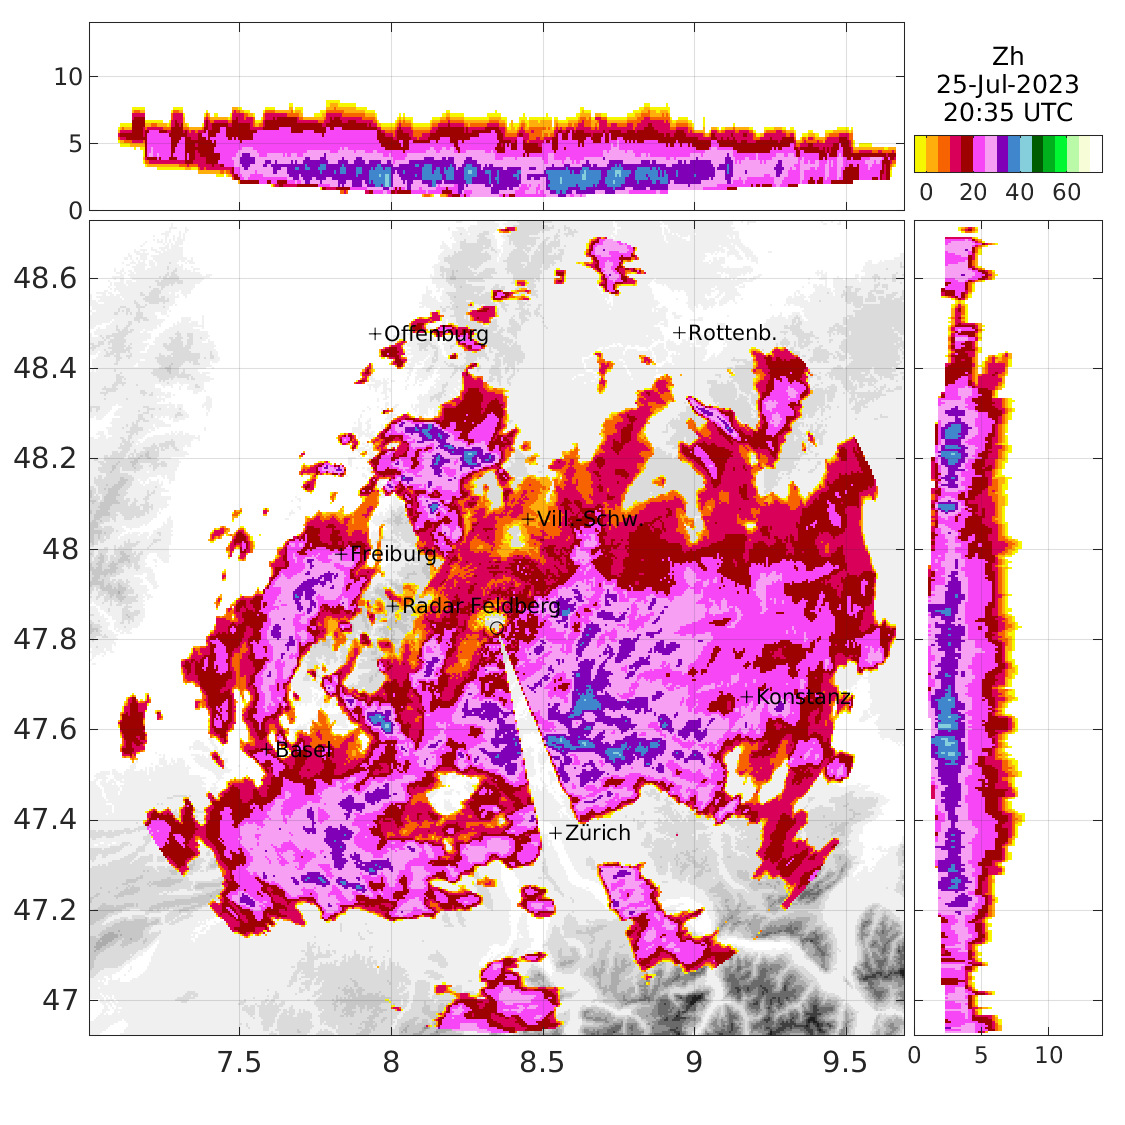 10
5
0
Zh
25-Jul-2023
20:35 UTC
0 20 40 60
48.6
48.4
48.2
48
47.8
47.6
47.4
47.2
47
+Offenburg
+Rottenb.
+Vill.-Schw.
+Freiburg
+Radar Feldberg
+Konstanz
+Basel
+Zürich
7.5 8 8.5 9 9.5
0 5 10